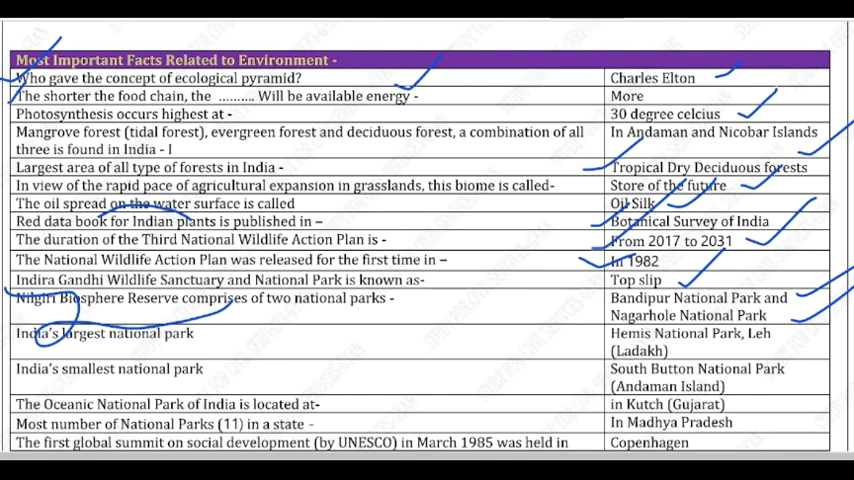 Most Important Facts Related to Environment -
Who gave the concept of ecological pyramid? Charles Elton
The shorter the food chain, the .......... Will be available energy - More
Photosynthesis occurs highest at - 30 degree celcius
Mangrove forest (tidal forest), evergreen forest and deciduous forest, a combination of all In Andaman and Nicobar Islands
three is found in India - I
Largest area of all type of forests in India - Tropical Dry Deciduous forests
In view of the rapid pace of agricultural expansion in grasslands, this biome is called- Store of the future
The oil spread on the water surface is called Oil Silk
Red data book for Indian plants is published in – Botanical Survey of India
The duration of the Third National Wildlife Action Plan is - From 2017 to 2031
The National Wildlife Action Plan was released for the first time in – In 1982
Indira Gandhi Wildlife Sanctuary and National Park is known as- Top slip
Nilgiri Biosphere Reserve comprises of two national parks - Bandipur National Park and
Nagarhole National Park
India's largest national park Hemis National Park, Leh
(Ladakh)
India's smallest national park South Button National Park
(Andaman Island)
The Oceanic National Park of India is located at- in Kutch (Gujarat)
Most number of National Parks (11) in a state - In Madhya Pradesh
The first global summit on social development (by UNESCO) in March 1985 was held in Copenhagen